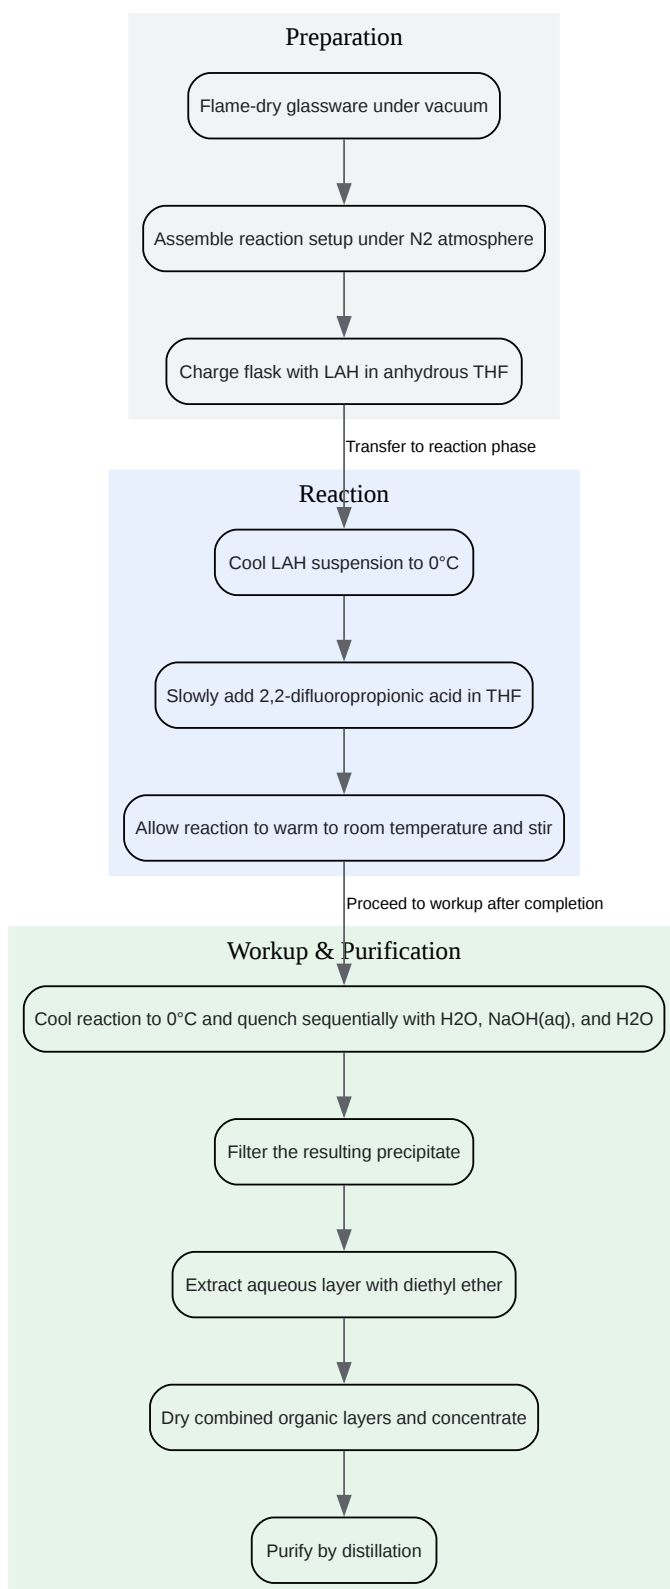 Preparation
Flame-dry glassware under vacuum
Assemble reaction setup under N2 atmosphere
Charge flask with LAH in anhydrous THF
Transfer to reaction phase
Reaction
Cool LAH suspension to 0°C
Slowly add 2,2-difluoropropionic acid in THF
Allow reaction to warm to room temperature and stir
Proceed to workup after completion
Workup & Purification
Cool reaction to 0°C and quench sequentially with H2O, NaOH(aq), and H2O
Filter the resulting precipitate
Extract aqueous layer with diethyl ether
Dry combined organic layers and concentrate
Purify by distillation